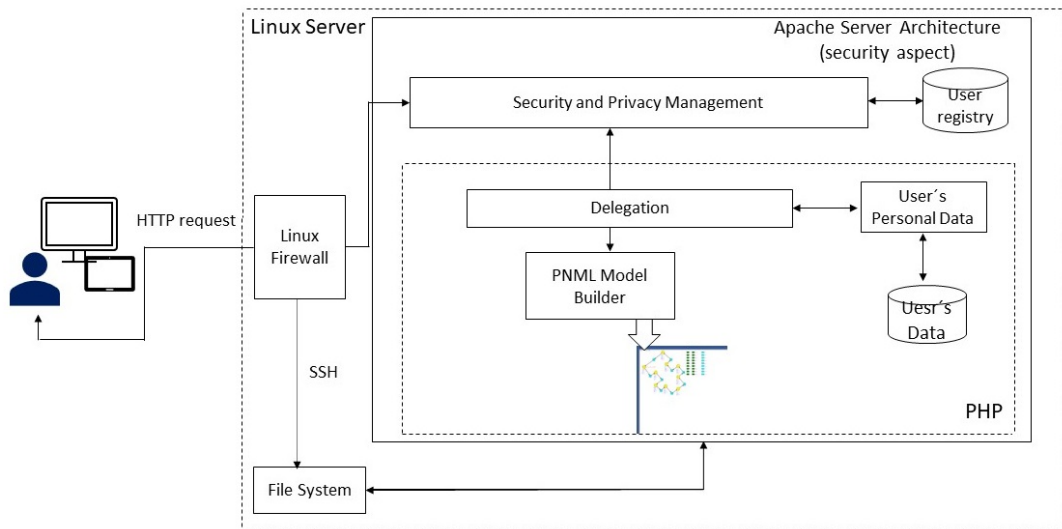 Linux Server
Apache Server Architecture
(security aspect)
Security and Privacy Management
User
registry
HTTP request
Linux
Firewall
Delegation
User´s
Personal Data
PNML Model
Builder
Uesr´s
Data
SSH
PHP
File System